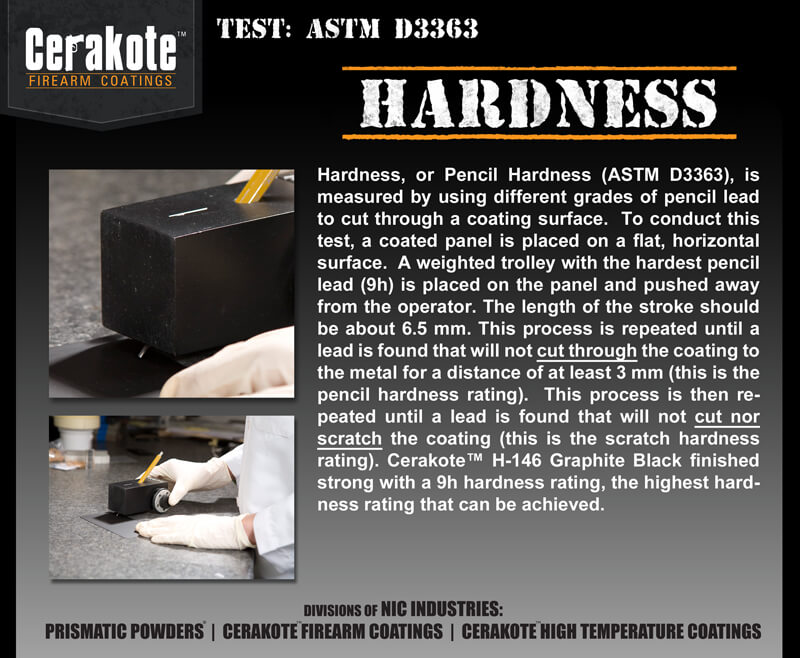 Cerakote™
FIREARM COATINGS
TEST: ASTM D3363
HARDNESS
Hardness, or Pencil Hardness (ASTM D3363), is
measured by using different grades of pencil lead
to cut through a coating surface. To conduct this
test, a coated panel is placed on a flat, horizontal
surface. A weighted trolley with the hardest pencil
lead (9h) is placed on the panel and pushed away
from the operator. The length of the stroke should
be about 6.5 mm. This process is repeated until a
lead is found that will not cut through the coating to
the metal for a distance of at least 3 mm (this is the
pencil hardness rating). This process is then re-
peated until a lead is found that will not cut nor
scratch the coating (this is the scratch hardness
rating). Cerakote™ H-146 Graphite Black finished
strong with a 9h hardness rating, the highest hard-
ness rating that can be achieved.
DIVISIONS OF NIC INDUSTRIES:
PRISMATIC POWDERS® | CERAKOTE™ FIREARM COATINGS | CERAKOTE™ HIGH TEMPERATURE COATINGS